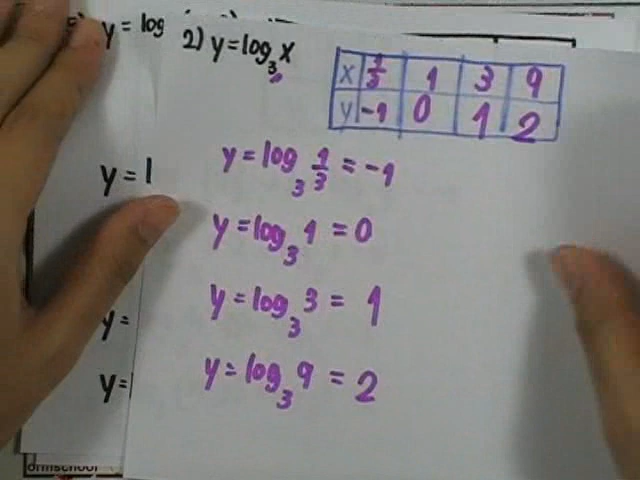 y = log
2) y = log₃x
x 1/3 1 3 9
y -1 0 1 2
y = log₃ 1/3 = -1
y = log₃ 1 = 0
y = log₃ 3 = 1
y = log₃ 9 = 2
y = 1
y =
y =